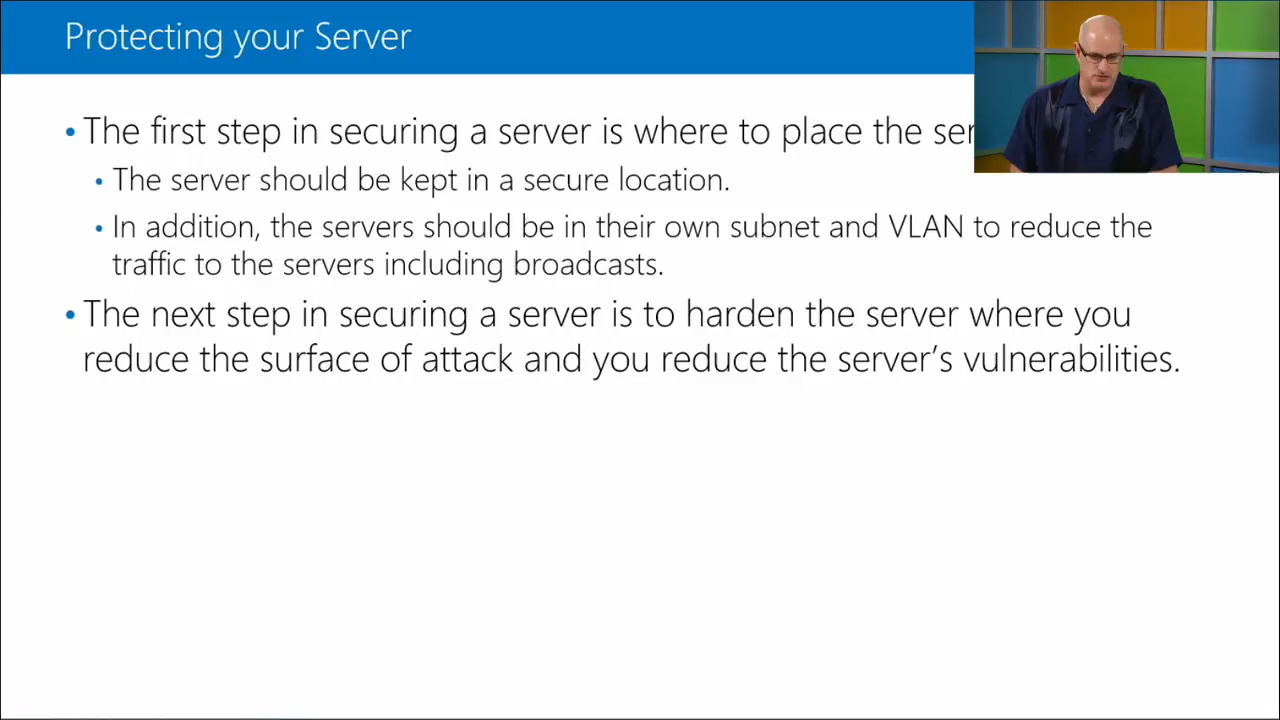 Protecting your Server
• The first step in securing a server is where to place the
• The server should be kept in a secure location.
• In addition, the servers should be in their own subnet and VLAN to reduce the
traffic to the servers including broadcasts.
• The next step in securing a server is to harden the server where you
reduce the surface of attack and you reduce the server’s vulnerabilities.